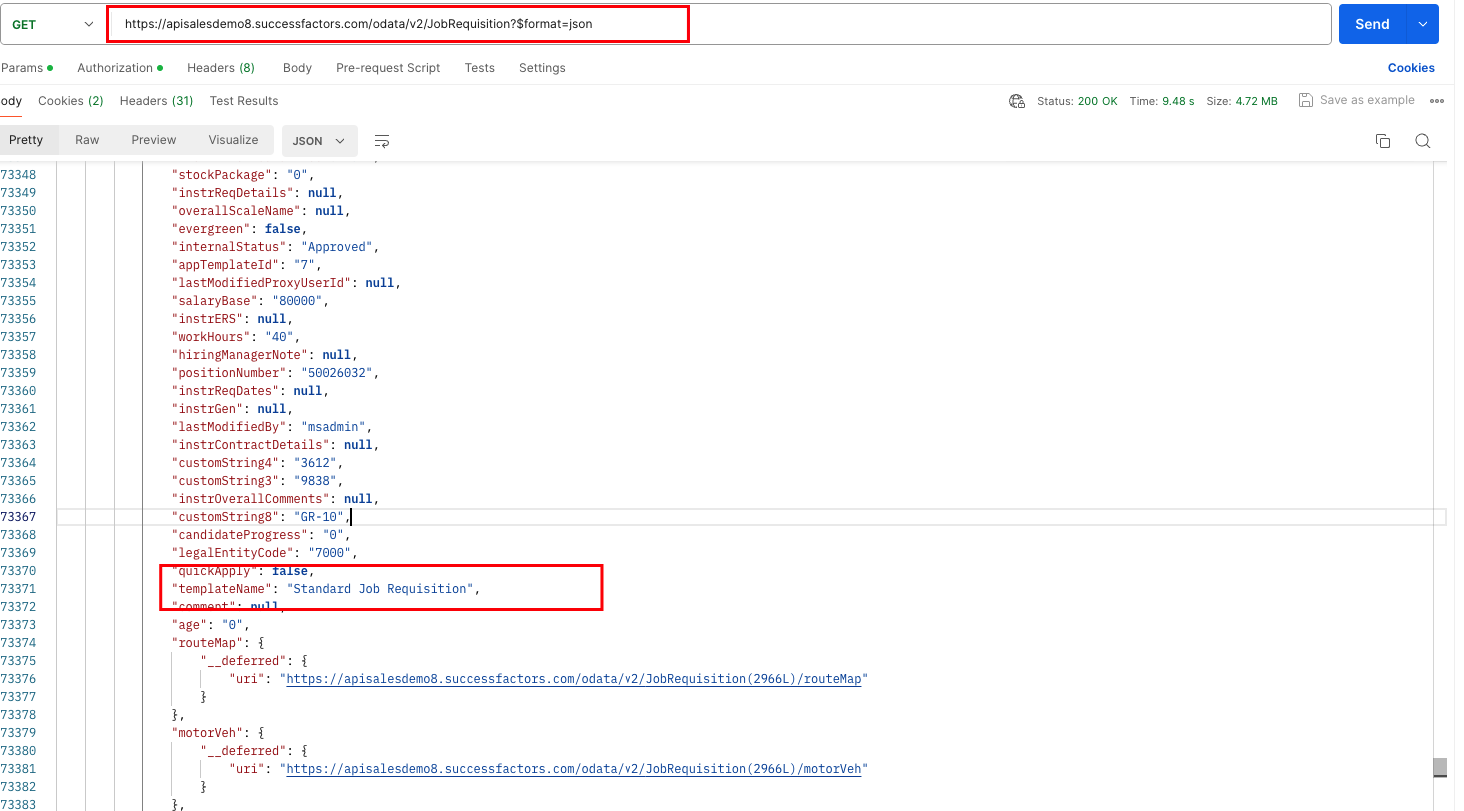 GET https://apisalesdemo8.successfactors.com/odata/v2/JobRequisition?$format=json Send
Params Authorization Headers (8) Body Pre-request Script Tests Settings Cookies
ody Cookies (2) Headers (31) Test Results Status: 200 OK Time: 9.48 s Size: 4.72 MB Save as example
Pretty Raw Preview Visualize JSON
73348 "stockPackage": "0",
73349 "instrReqDetails": null,
73350 "overallScaleName": null,
73351 "evergreen": false,
73352 "internalStatus": "Approved",
73353 "appTemplateId": "7",
73354 "lastModifiedProxyUserId": null,
73355 "salaryBase": "80000",
73356 "instrERS": null,
73357 "workHours": "40",
73358 "hiringManagerNote": null,
73359 "positionNumber": "50026032",
73360 "instrReqDates": null,
73361 "instrGen": null,
73362 "lastModifiedBy": "msadmin",
73363 "instrContractDetails": null,
73364 "customString4": "3612",
73365 "customString3": "9838",
73366 "instrOverallComments": null,
73367 "customString8": "GR-10",
73368 "candidateProgress": "0",
73369 "legalEntityCode": "7000",
73370 "quickApply": false,
73371 "templateName": "Standard Job Requisition",
73372 "comment": null,
73373 "age": "0",
73374 "routeMap": {
73375 "__deferred": {
73376 "uri": "https://apisalesdemo8.successfactors.com/odata/v2/JobRequisition(2966L)/routeMap"
73377 }
73378 },
73379 "motorVeh": {
73380 "__deferred": {
73381 "uri": "https://apisalesdemo8.successfactors.com/odata/v2/JobRequisition(2966L)/motorVeh"
73382 }
73383 },